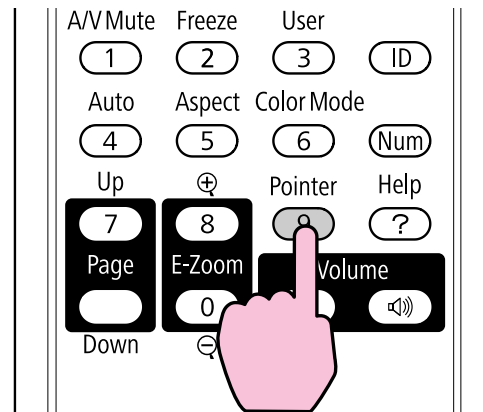 A/V Mute Freeze User
1 2 3 ID
Auto Aspect Color Mode
4 5 6 Num
Up Pointer Help
7 8 ?
Page E-Zoom Volume
0
Down